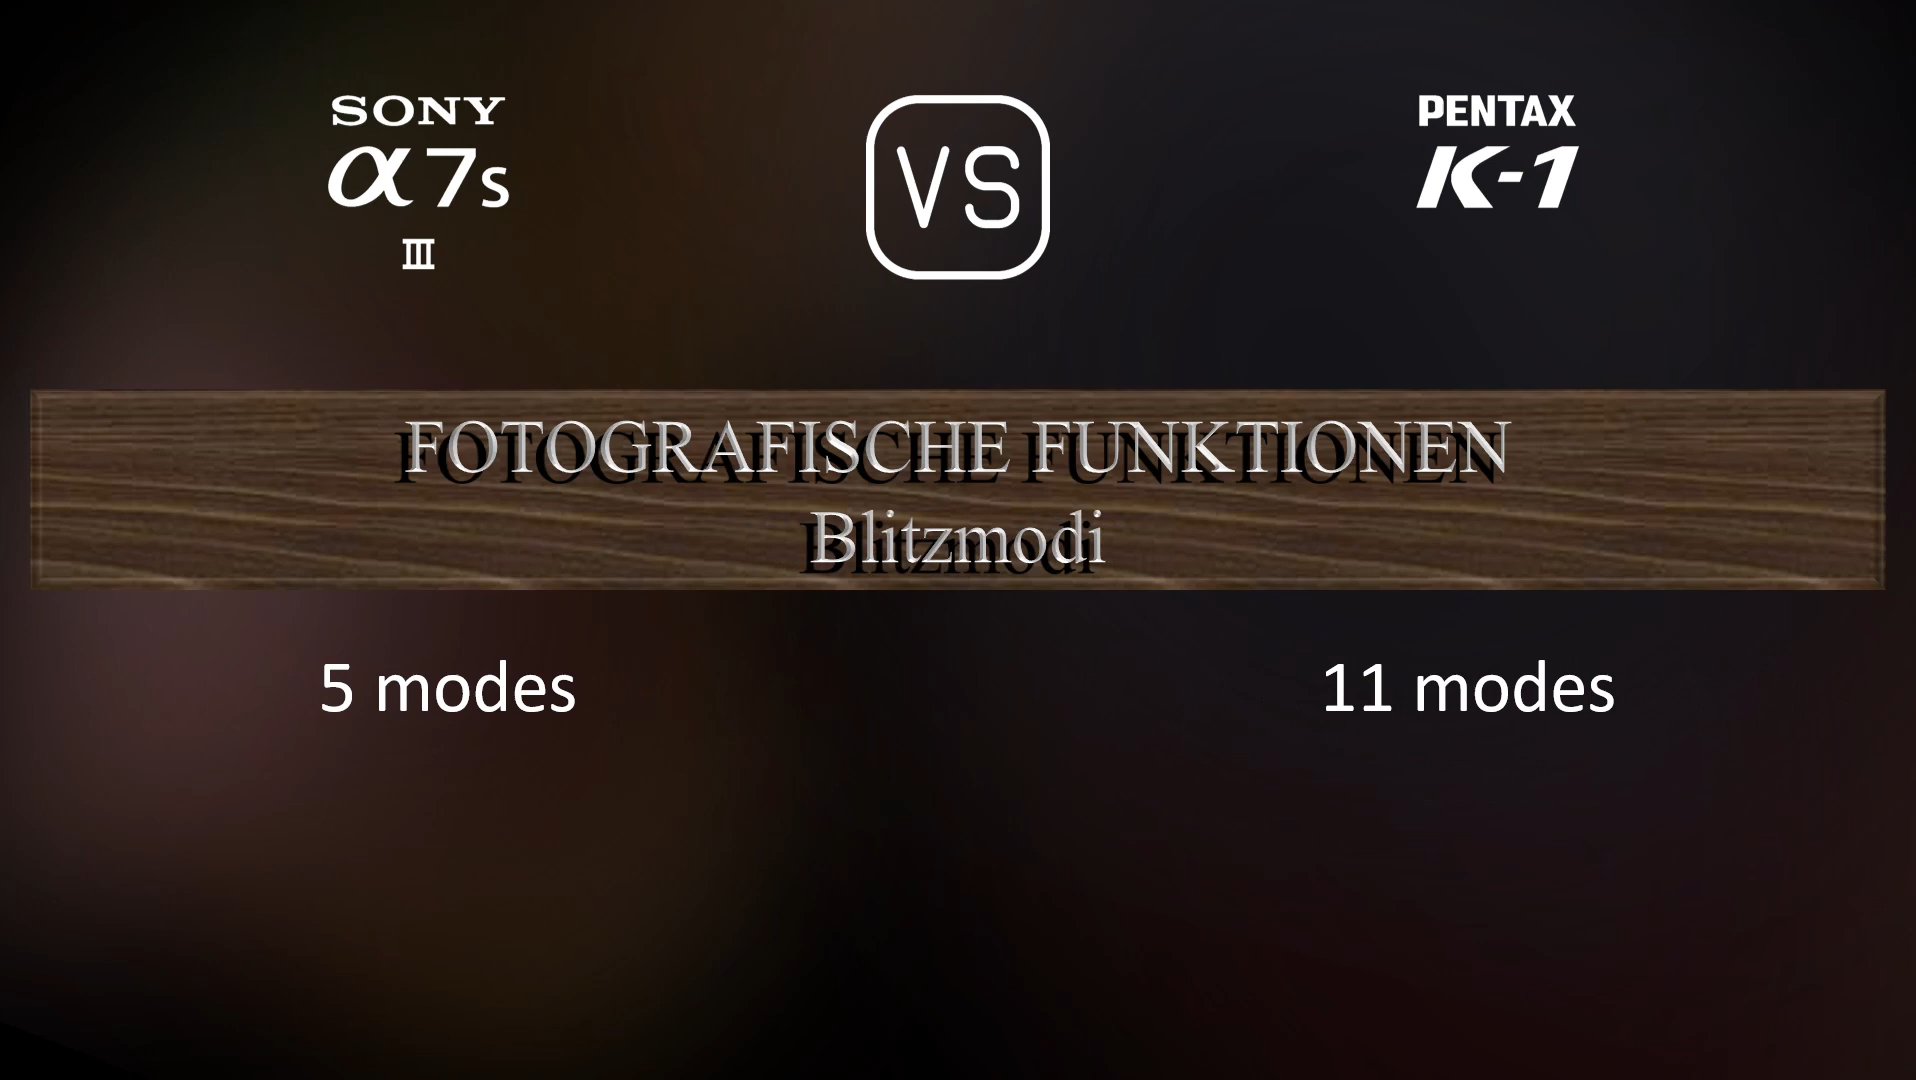 SONY
α7s
III
VS
PENTAX
K-1
FOTOGRAFISCHE FUNKTIONEN
Blitzmodi
5 modes
11 modes